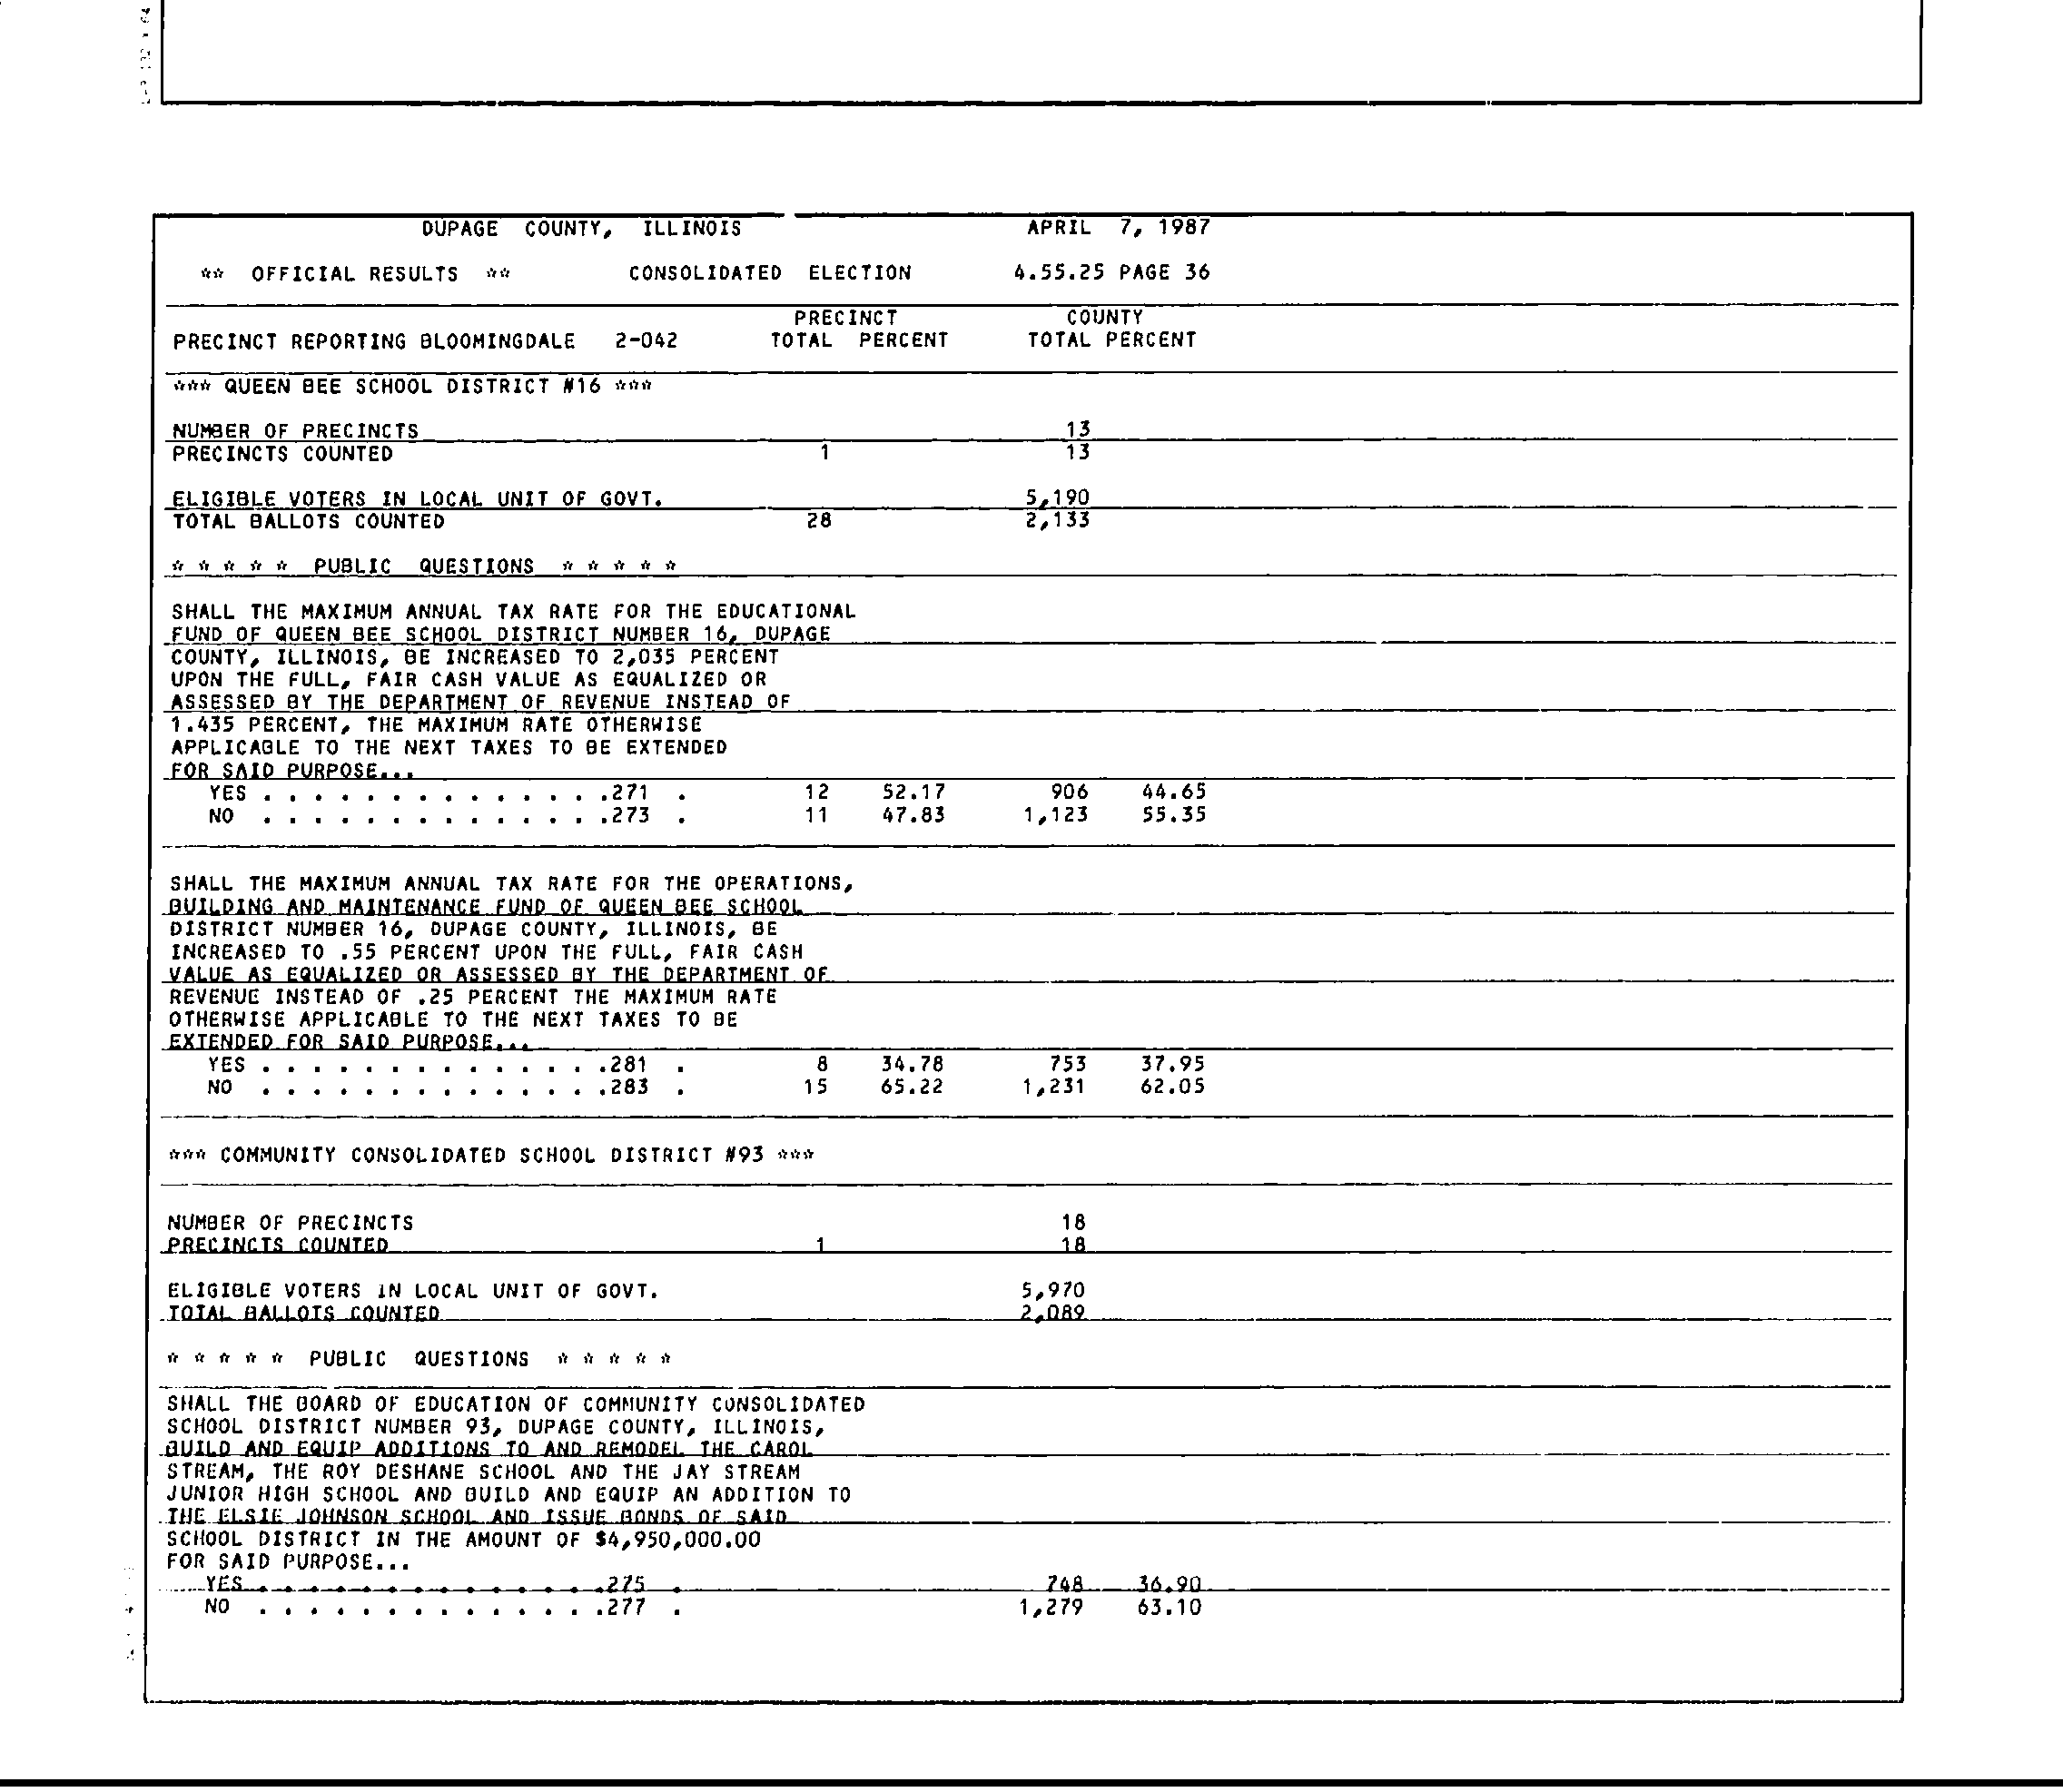 DUPAGE COUNTY, ILLINOIS APRIL 7, 1987
** OFFICIAL RESULTS ** CONSOLIDATED ELECTION 4.55.25 PAGE 36
PRECINCT COUNTY
PRECINCT REPORTING BLOOMINGDALE 2-042 TOTAL PERCENT TOTAL PERCENT
*** QUEEN BEE SCHOOL DISTRICT #16 ***
NUMBER OF PRECINCTS 13
PRECINCTS COUNTED 1 13
ELIGIBLE VOTERS IN LOCAL UNIT OF GOVT. 5,190
TOTAL BALLOTS COUNTED 28 2,133
* * * * * PUBLIC QUESTIONS * * * * *
SHALL THE MAXIMUM ANNUAL TAX RATE FOR THE EDUCATIONAL
FUND OF QUEEN BEE SCHOOL DISTRICT NUMBER 16, DUPAGE
COUNTY, ILLINOIS, BE INCREASED TO 2,035 PERCENT
UPON THE FULL, FAIR CASH VALUE AS EQUALIZED OR
ASSESSED BY THE DEPARTMENT OF REVENUE INSTEAD OF
1.435 PERCENT, THE MAXIMUM RATE OTHERWISE
APPLICABLE TO THE NEXT TAXES TO BE EXTENDED
FOR SAID PURPOSE...
YES . . . . . . . . . . . . . .271 . 12 52.17 906 44.65
NO . . . . . . . . . . . . . .273 . 11 47.83 1,123 55.35
SHALL THE MAXIMUM ANNUAL TAX RATE FOR THE OPERATIONS,
BUILDING AND MAINTENANCE FUND OF QUEEN BEE SCHOOL
DISTRICT NUMBER 16, DUPAGE COUNTY, ILLINOIS, BE
INCREASED TO .55 PERCENT UPON THE FULL, FAIR CASH
VALUE AS EQUALIZED OR ASSESSED BY THE DEPARTMENT OF
REVENUE INSTEAD OF .25 PERCENT THE MAXIMUM RATE
OTHERWISE APPLICABLE TO THE NEXT TAXES TO BE
EXTENDED FOR SAID PURPOSE...
YES . . . . . . . . . . . . . .281 . 8 34.78 753 37.95
NO . . . . . . . . . . . . . .283 . 15 65.22 1,231 62.05
*** COMMUNITY CONSOLIDATED SCHOOL DISTRICT #93 ***
NUMBER OF PRECINCTS 18
PRECINCTS COUNTED 1 18
ELIGIBLE VOTERS IN LOCAL UNIT OF GOVT. 5,970
TOTAL BALLOTS COUNTED 2,089
* * * * * PUBLIC QUESTIONS * * * * *
SHALL THE BOARD OF EDUCATION OF COMMUNITY CONSOLIDATED
SCHOOL DISTRICT NUMBER 93, DUPAGE COUNTY, ILLINOIS,
BUILD AND EQUIP ADDITIONS TO AND REMODEL THE CAROL
STREAM, THE ROY DESHANE SCHOOL AND THE JAY STREAM
JUNIOR HIGH SCHOOL AND BUILD AND EQUIP AN ADDITION TO
THE ELSIE JOHNSON SCHOOL AND ISSUE BONDS OF SAID
SCHOOL DISTRICT IN THE AMOUNT OF $4,950,000.00
FOR SAID PURPOSE...
YES . . . . . . . . . . . . . .275 . 748 36.90
NO . . . . . . . . . . . . . .277 . 1,279 63.10